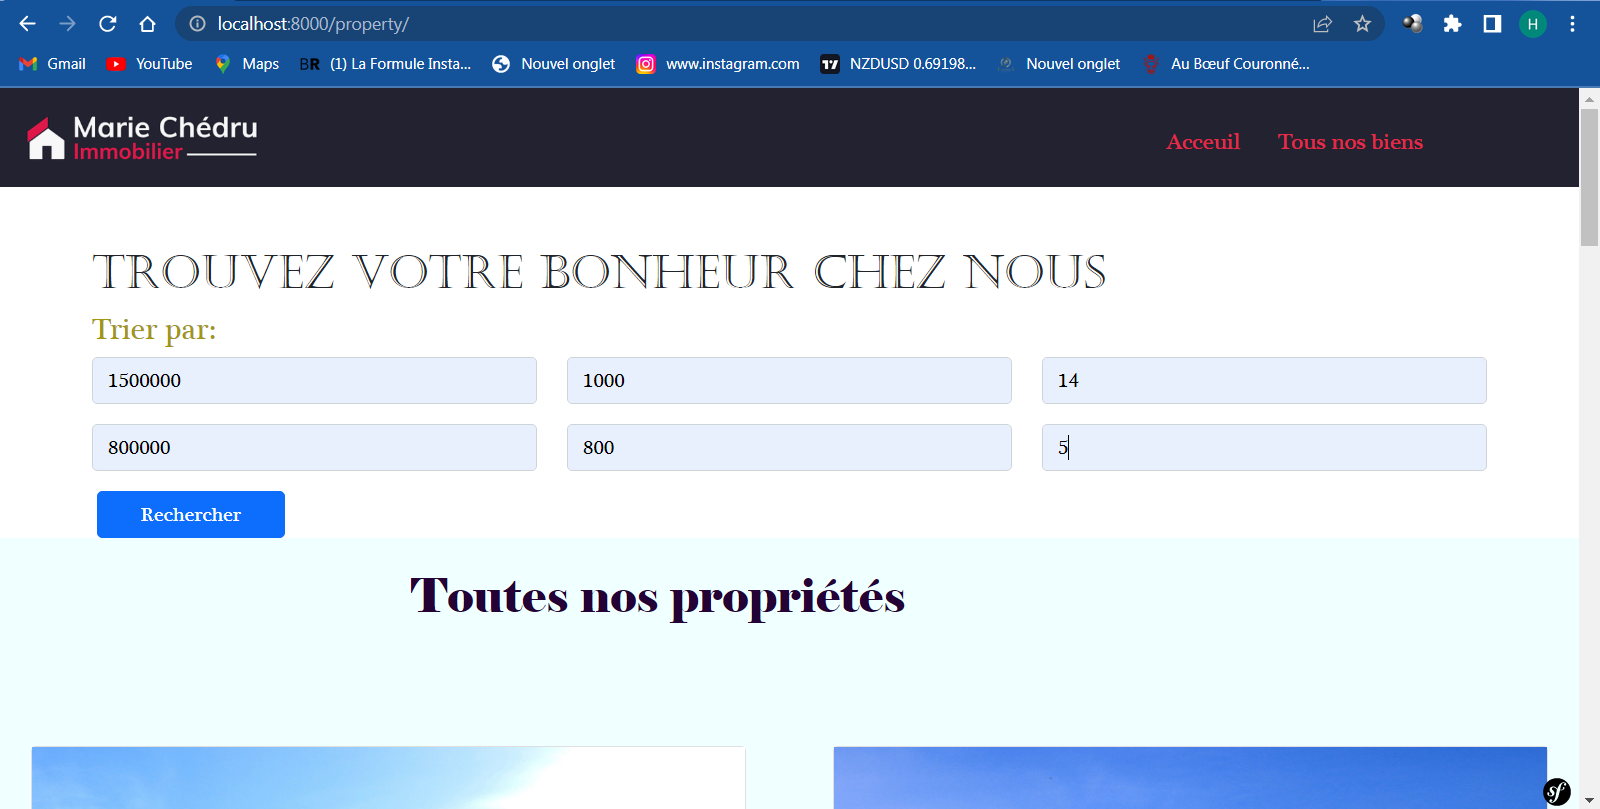 localhost:8000/property/
H
Gmail YouTube Maps BR (1) La Formule Insta... Nouvel onglet www.instagram.com NZDUSD 0.69198... Nouvel onglet Au Bœuf Couronné...
Marie Chédru
Immobilier
Acceuil Tous nos biens
TROUVEZ VOTRE BONHEUR CHEZ NOUS
Trier par:
1500000 1000 14
800000 800 5
Rechercher
Toutes nos propriétés
sf